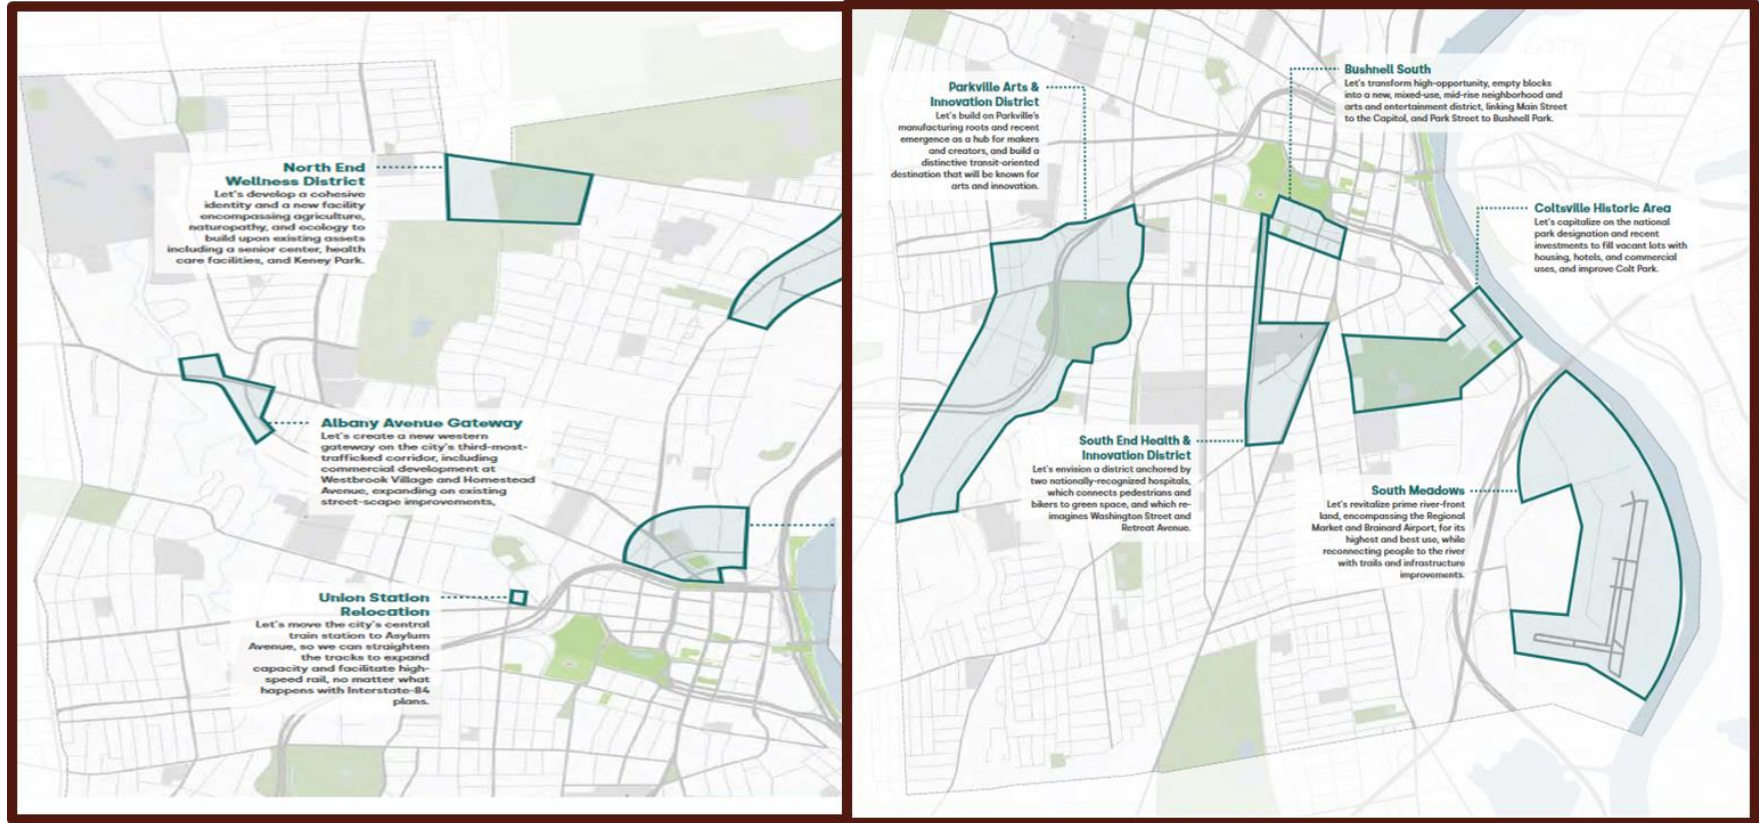 North End
Wellness District
Let's develop a cohesive
identity and a new facility
encompassing agriculture,
naturopathy, and ecology to
build upon existing assets
including a senior center, health
care facilities, and Keney Park.
Albany Avenue Gateway
Let's create a new western
gateway on the city's third-most-
trafficked corridor, including
commercial development at
Westbrook Village and Homestead
Avenue, expanding on existing
street-scape improvements.
Union Station
Relocation
Let's move the city's central
train station to Asylum
Avenue, so we can straighten
the tracks to expand
capacity and facilitate high-
speed rail, no matter what
happens with Interstate-84
plans.
Parkville Arts &
Innovation District
Let's build on Parkville's
manufacturing roots and recent
emergence as a hub for makers
and creators, and build a
distinctive transit-oriented
destination that will be known for
arts and innovation.
Bushnell South
Let's transform high-opportunity, empty blocks
into a new, mixed-use, mid-rise neighborhood and
arts and entertainment district, linking Main Street
to the Capitol, and Park Street to Bushnell Park.
Coltsville Historic Area
Let's capitalize on the national
park designation and recent
investments to fill vacant lots with
housing, hotels, and commercial
uses, and improve Colt Park.
South End Health &
Innovation District
Let's envision a district anchored by
two nationally-recognized hospitals,
which connects pedestrians and
bikers to green space, and which re-
imagines Washington Street and
Retreat Avenue.
South Meadows
Let's revitalize prime river-front
land, encompassing the Regional
Market and Brainard Airport, for its
highest and best use, while
reconnecting people to the river
with trails and infrastructure
improvements.